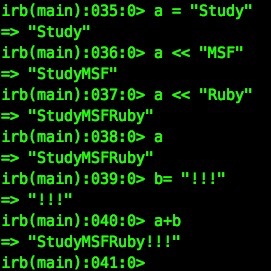 irb(main):035:0> a = "Study"
=> "Study"
irb(main):036:0> a << "MSF"
=> "StudyMSF"
irb(main):037:0> a << "Ruby"
=> "StudyMSFRuby"
irb(main):038:0> a
=> "StudyMSFRuby"
irb(main):039:0> b= "!!!"
=> "!!!"
irb(main):040:0> a+b
=> "StudyMSFRuby!!!"
irb(main):041:0>